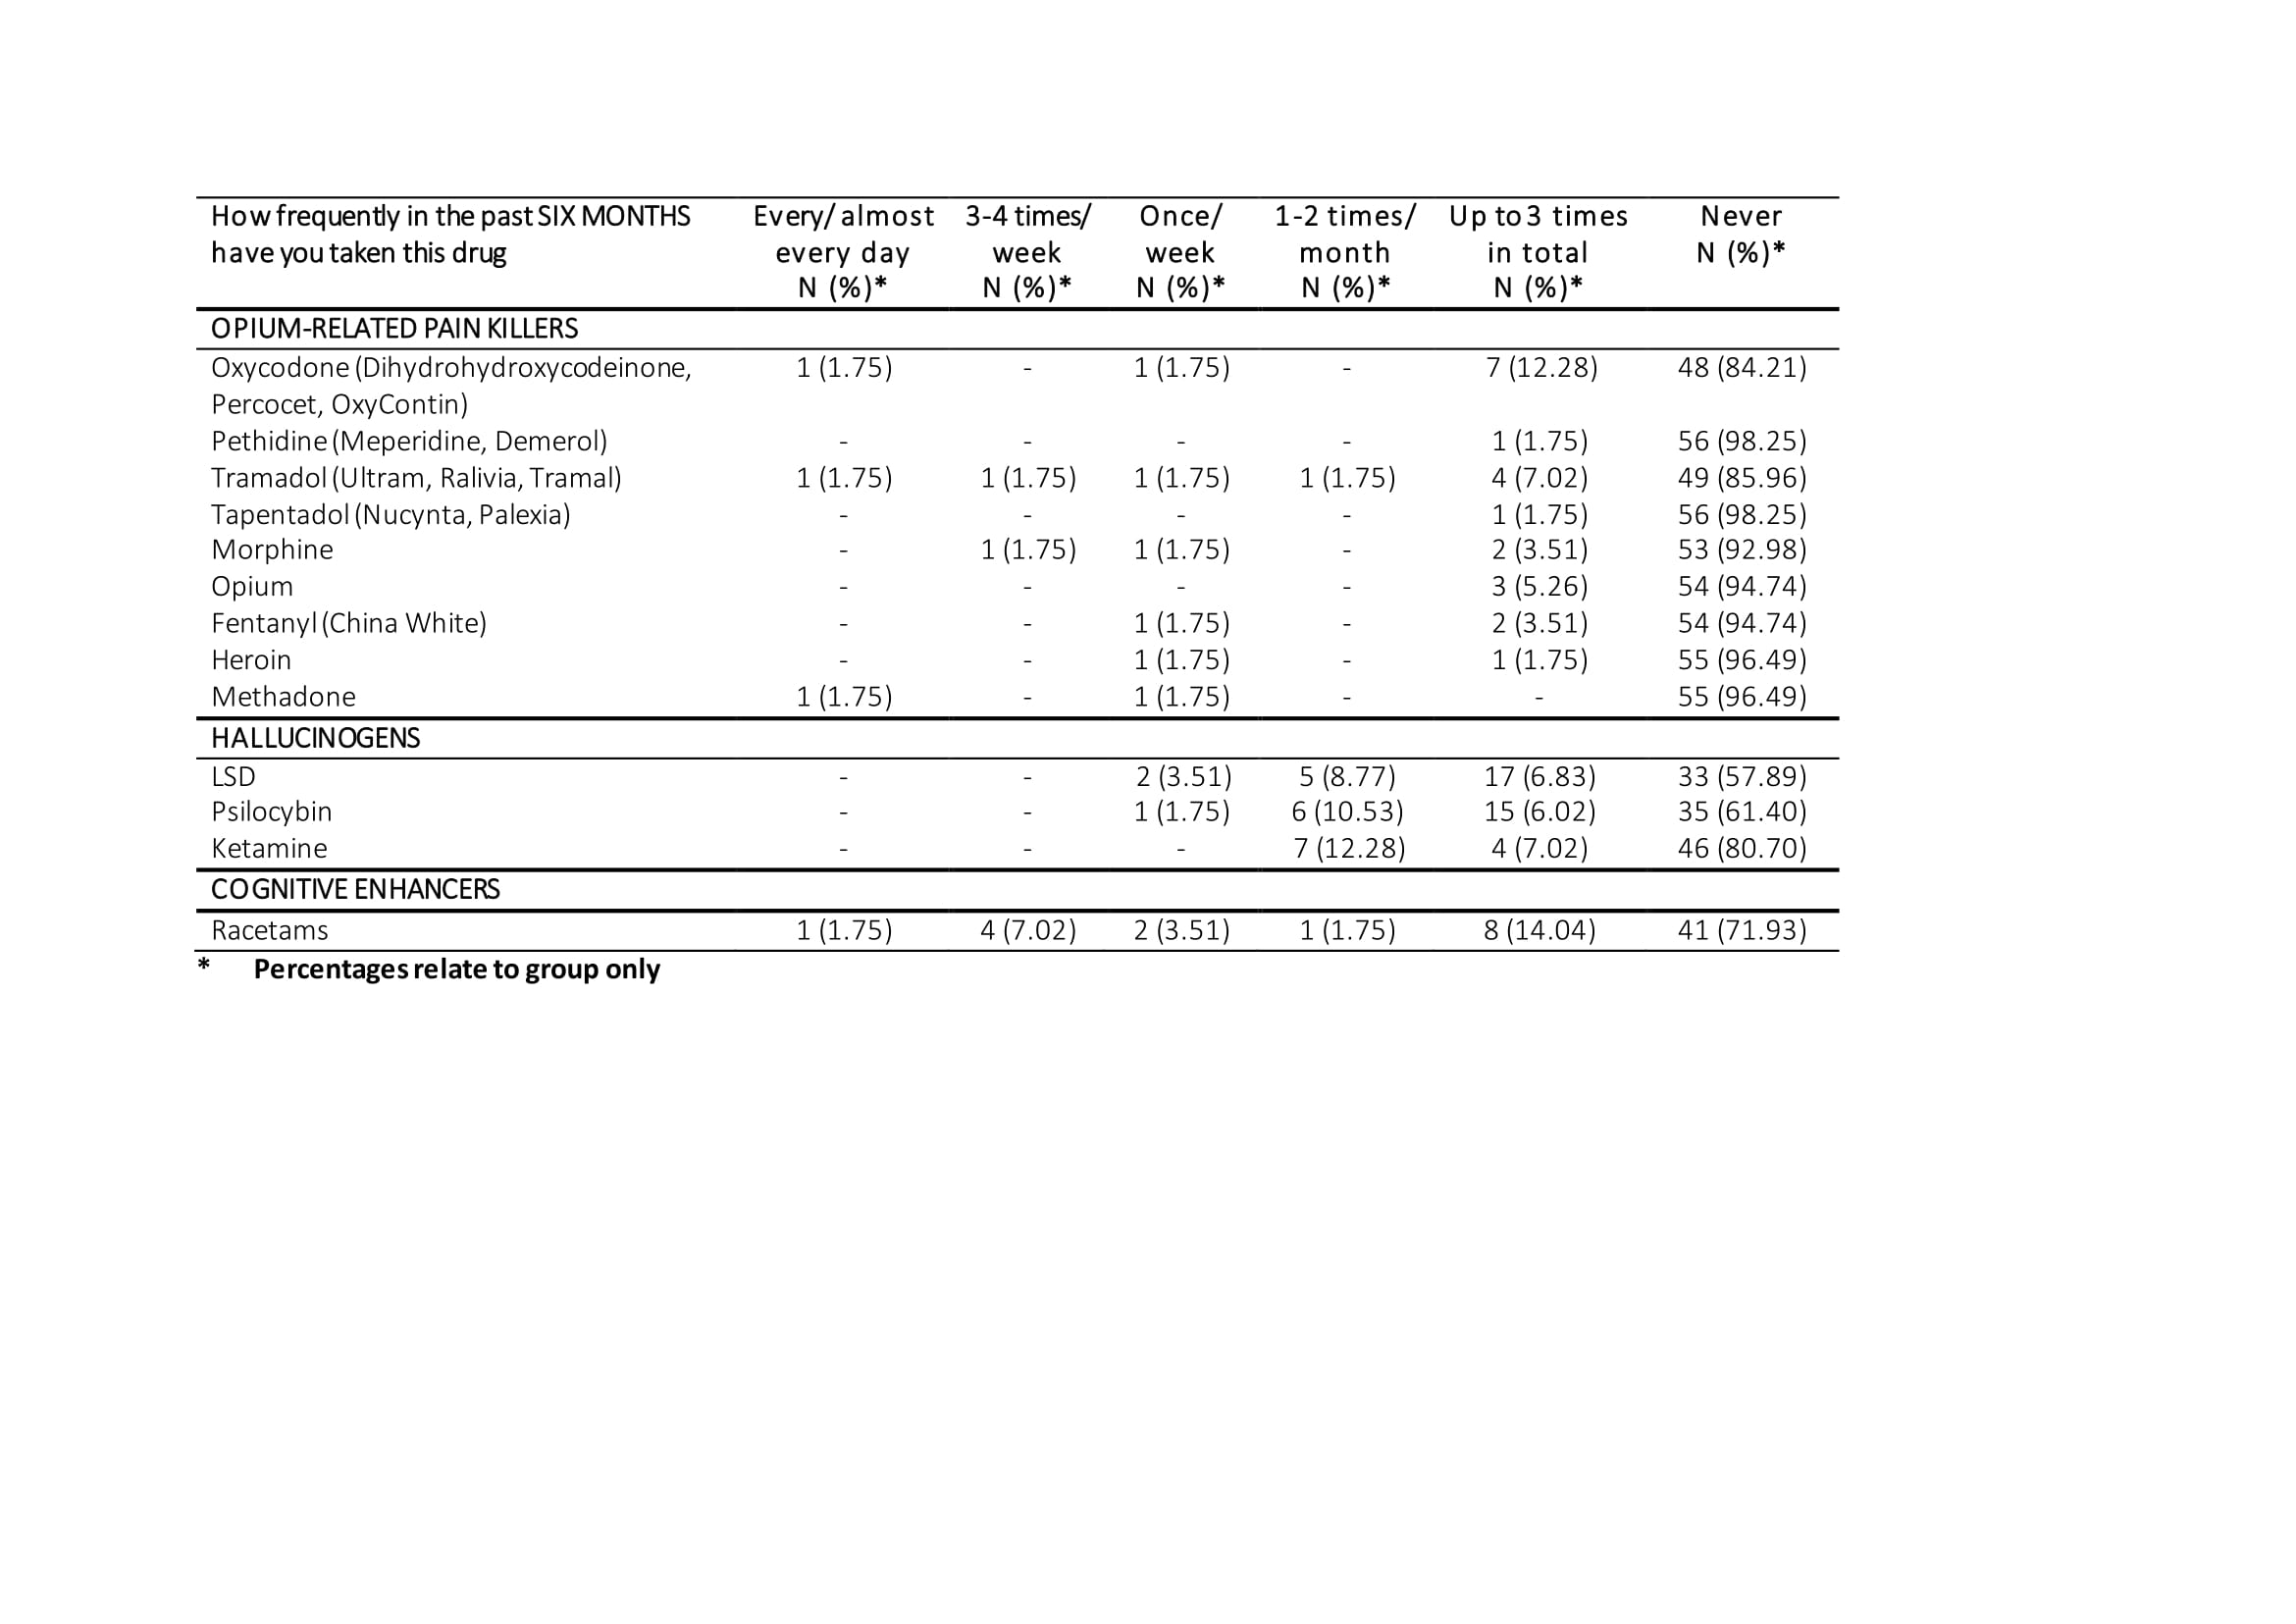 How frequently in the past SIX MONTHS Every/ almost 3-4 times/ Once/ 1-2 times/ Up to 3 times Never
have you taken this drug every day week week month in total N (%)*
N (%)* N (%)* N (%)* N (%)* N (%)*
OPIUM-RELATED PAIN KILLERS
Oxycodone (Dihydrohydroxycodeinone, 1 (1.75) - 1 (1.75) - 7 (12.28) 48 (84.21)
Percocet, OxyContin)
Pethidine (Meperidine, Demerol) - - - - 1 (1.75) 56 (98.25)
Tramadol (Ultram, Ralivia, Tramal) 1 (1.75) 1 (1.75) 1 (1.75) 1 (1.75) 4 (7.02) 49 (85.96)
Tapentadol (Nucynta, Palexia) - - - - 1 (1.75) 56 (98.25)
Morphine - 1 (1.75) 1 (1.75) - 2 (3.51) 53 (92.98)
Opium - - - - 3 (5.26) 54 (94.74)
Fentanyl (China White) - - 1 (1.75) - 2 (3.51) 54 (94.74)
Heroin - - 1 (1.75) - 1 (1.75) 55 (96.49)
Methadone 1 (1.75) - 1 (1.75) - - 55 (96.49)
HALLUCINOGENS
LSD - - 2 (3.51) 5 (8.77) 17 (6.83) 33 (57.89)
Psilocybin - - 1 (1.75) 6 (10.53) 15 (6.02) 35 (61.40)
Ketamine - - - 7 (12.28) 4 (7.02) 46 (80.70)
COGNITIVE ENHANCERS
Racetams 1 (1.75) 4 (7.02) 2 (3.51) 1 (1.75) 8 (14.04) 41 (71.93)
* Percentages relate to group only